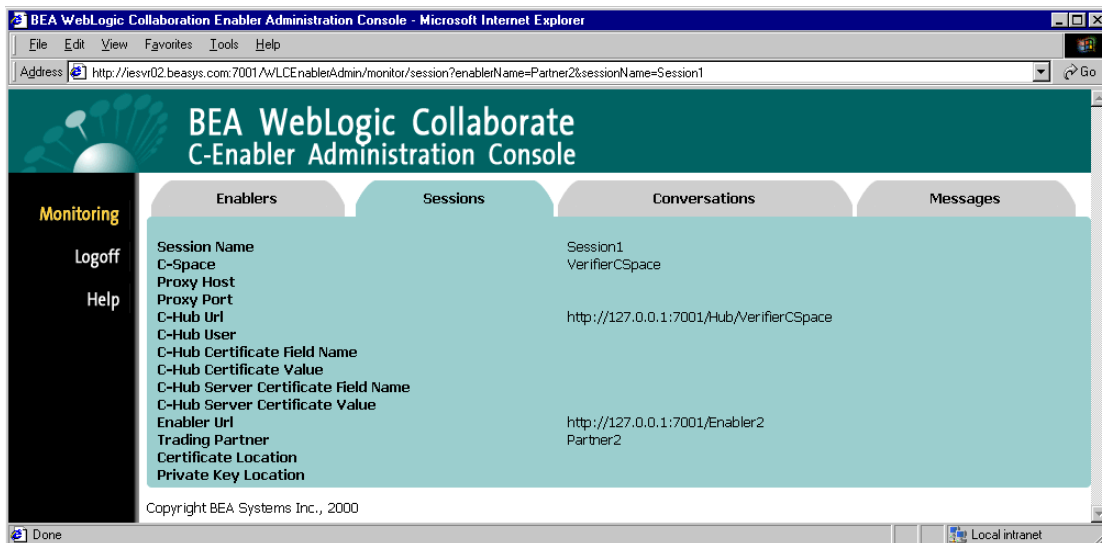 BEA WebLogic Collaboration Enabler Administration Console - Microsoft Internet Explorer
File Edit View Favorites Tools Help
Address http://iesvr02.beasys.com:7001/WLCEnablerAdmin/monitor/session?enablerName=Partner2&sessionName=Session1 Go
BEA WebLogic Collaborate
C-Enabler Administration Console
Monitoring
Logoff
Help
Enablers Sessions Conversations Messages
Session Name Session1
C-Space VerifierCSpace
Proxy Host
Proxy Port
C-Hub Url http://127.0.0.1:7001/Hub/VerifierCSpace
C-Hub User
C-Hub Certificate Field Name
C-Hub Certificate Value
C-Hub Server Certificate Field Name
C-Hub Server Certificate Value
Enabler Url http://127.0.0.1:7001/Enabler2
Trading Partner Partner2
Certificate Location
Private Key Location
Copyright BEA Systems Inc., 2000
Done Local intranet